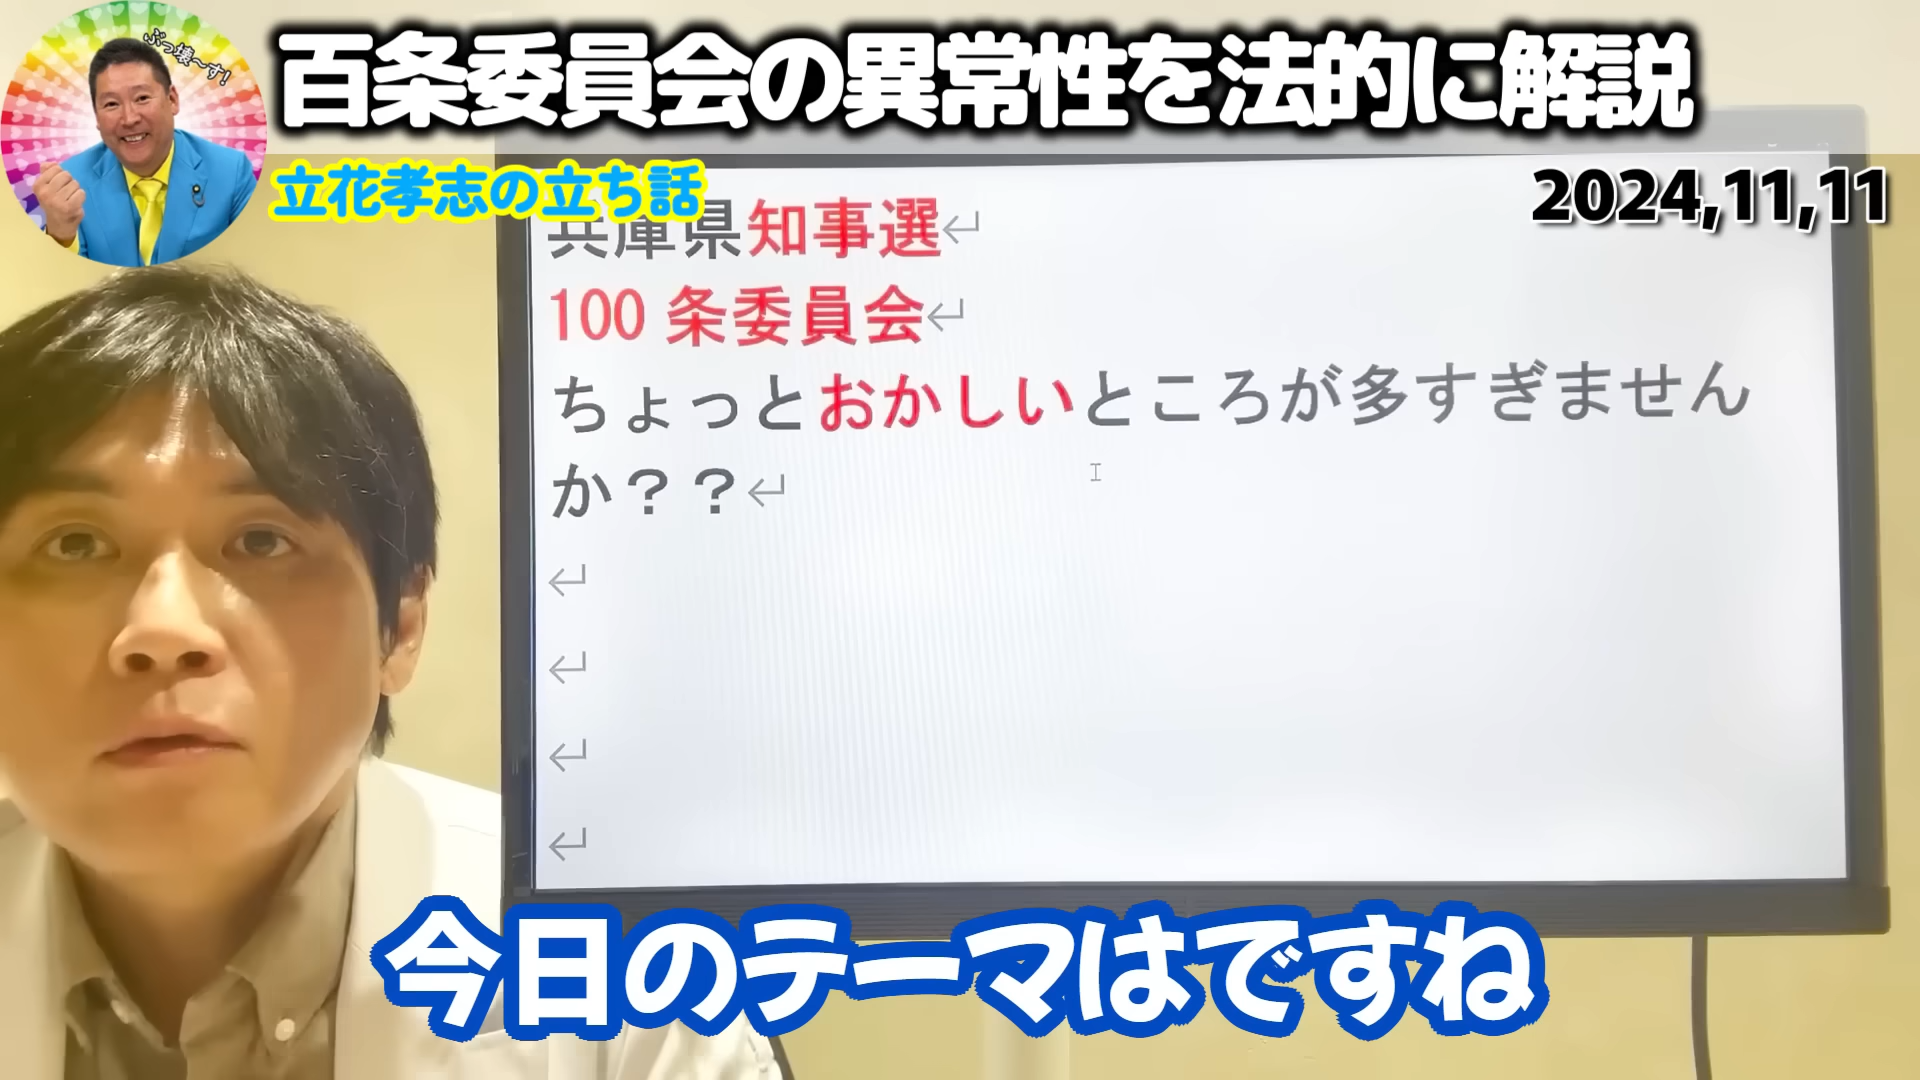 ぶっ壊〜す!
百条委員会の異常性を法的に解説
立花孝志の立ち話
2024,11,11
兵庫県知事選
100条委員会
ちょっとおかしいところが多すぎません
か？？
今日のテーマはですね